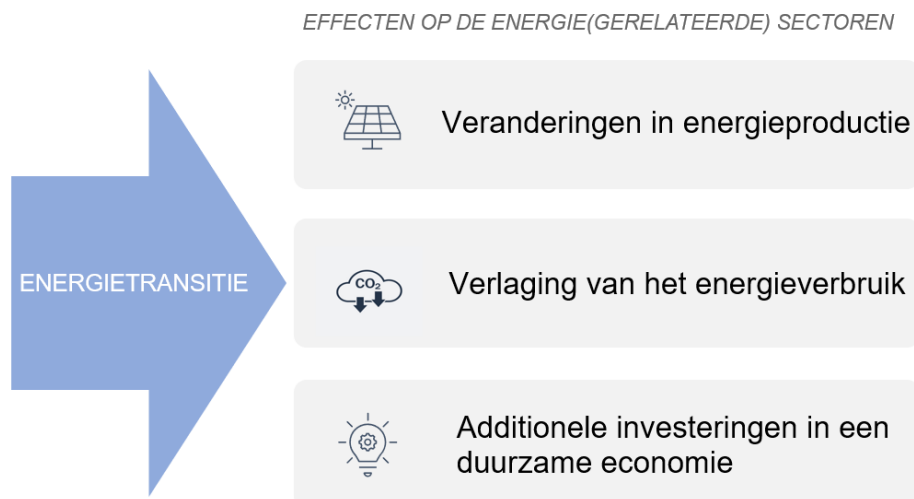 EFFECTEN OP DE ENERGIE(GERELATEERDE) SECTOREN
Veranderingen in energieproductie
ENERGIETRANSITIE
CO₂
Verlaging van het energieverbruik
Additionele investeringen in een
duurzame economie